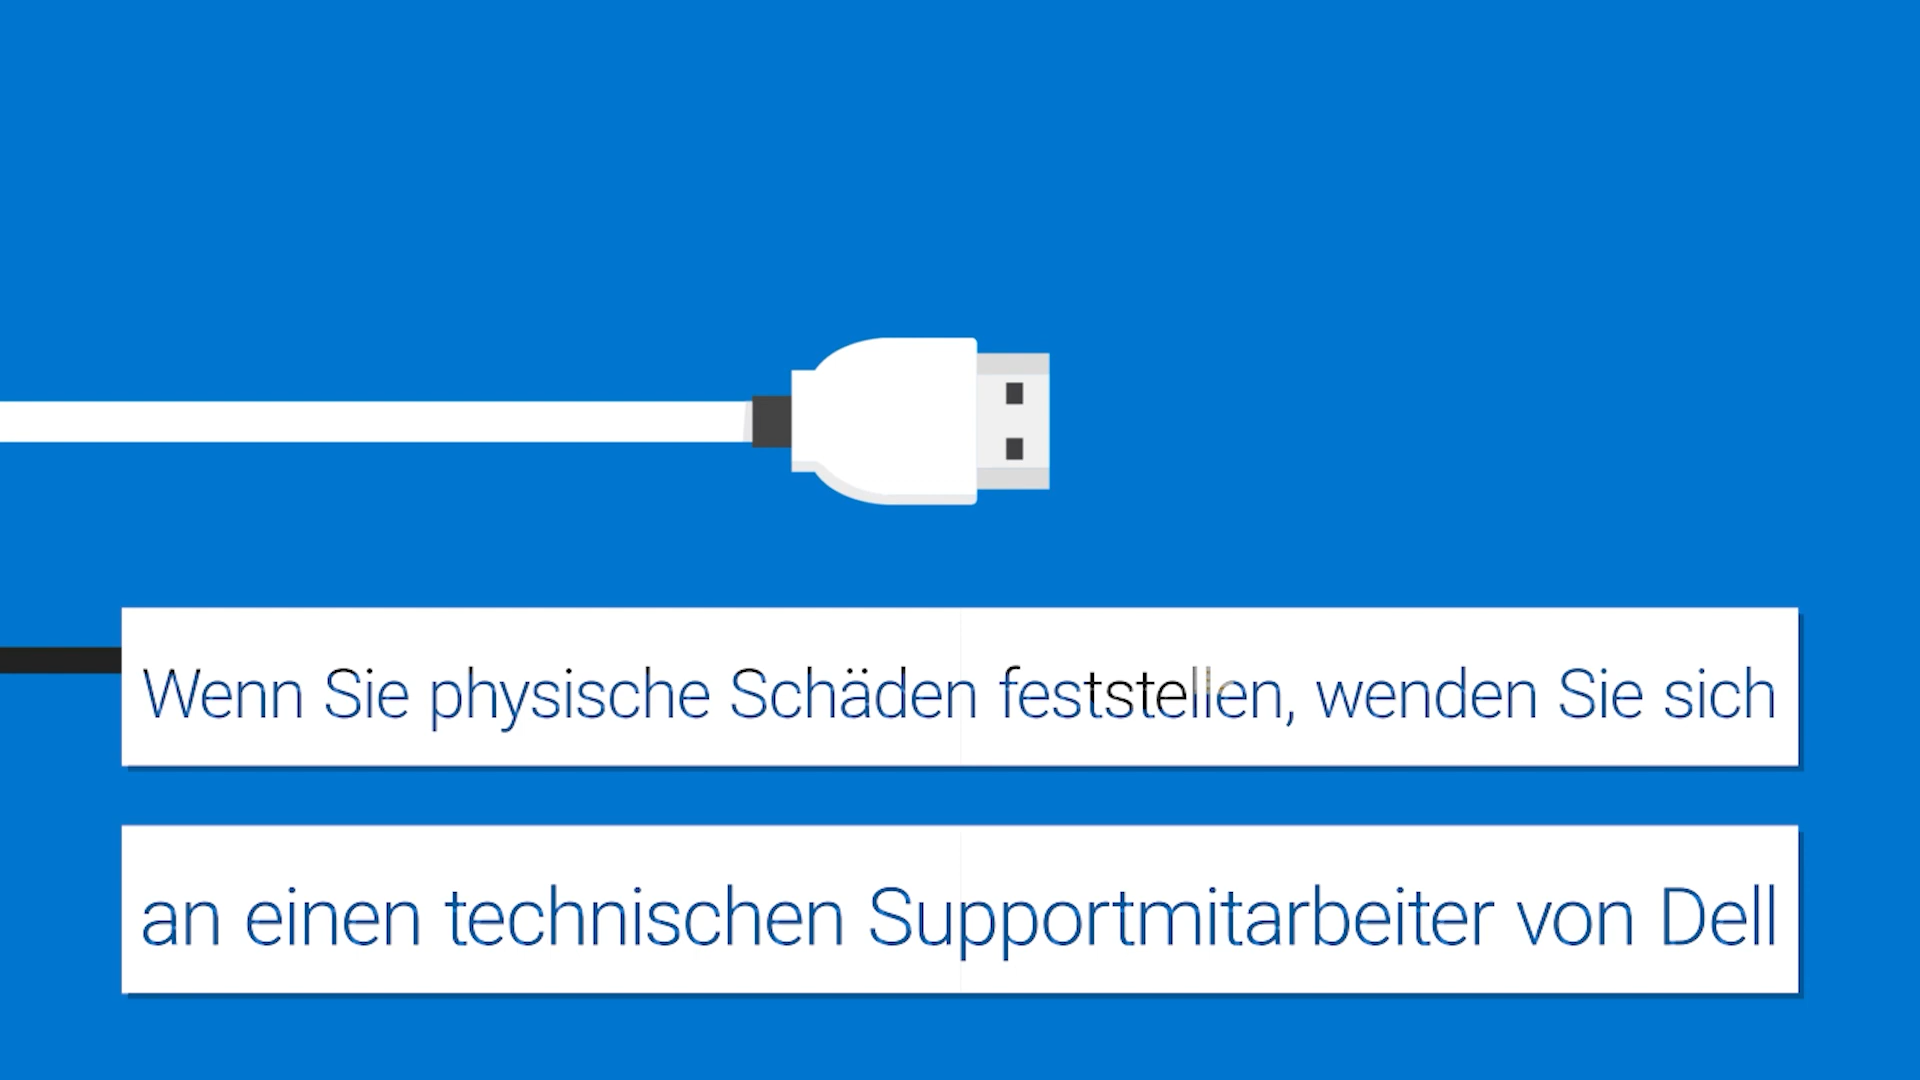 Wenn Sie physische Schäden feststellen, wenden Sie sich
an einen technischen Supportmitarbeiter von Dell